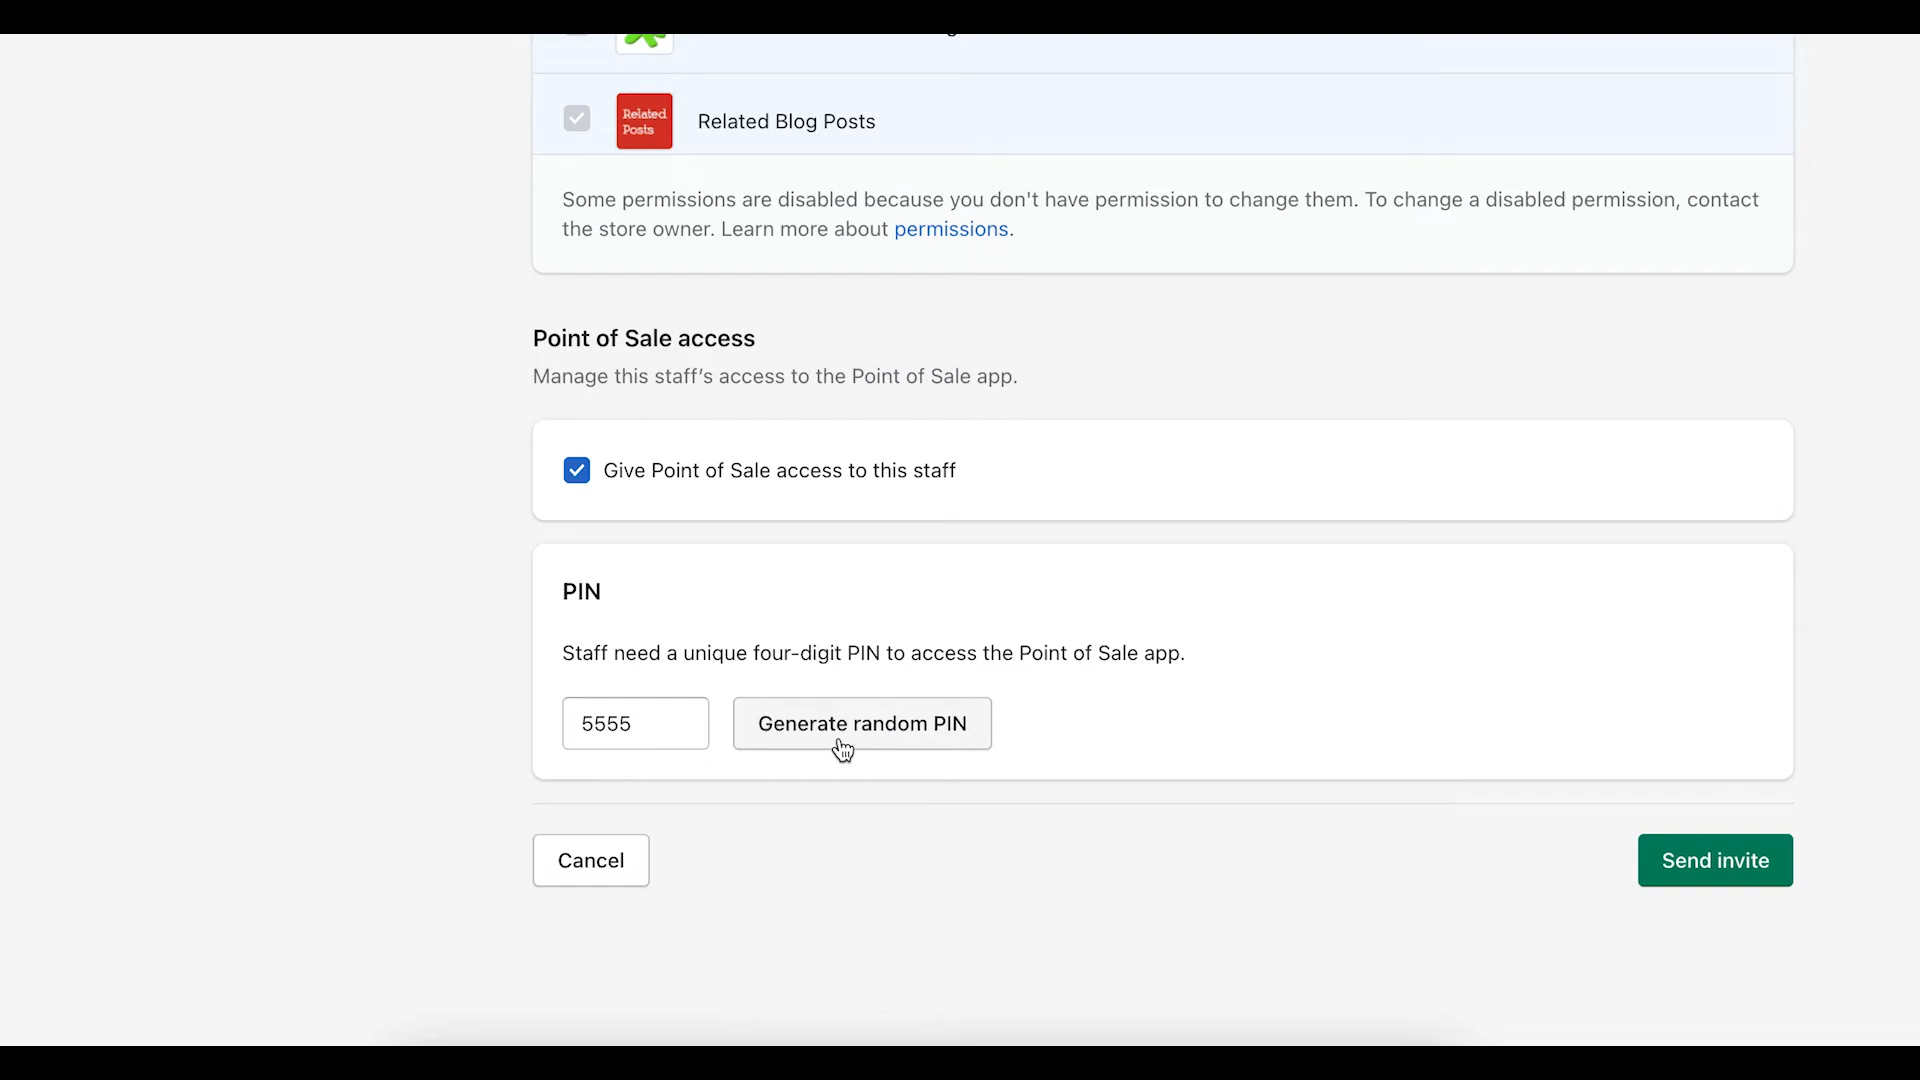 Related
Posts
Related Blog Posts
Some permissions are disabled because you don't have permission to change them. To change a disabled permission, contact
the store owner. Learn more about permissions.
Point of Sale access
Manage this staff's access to the Point of Sale app.
Give Point of Sale access to this staff
PIN
Staff need a unique four-digit PIN to access the Point of Sale app.
5555
Generate random PIN
Cancel
Send invite